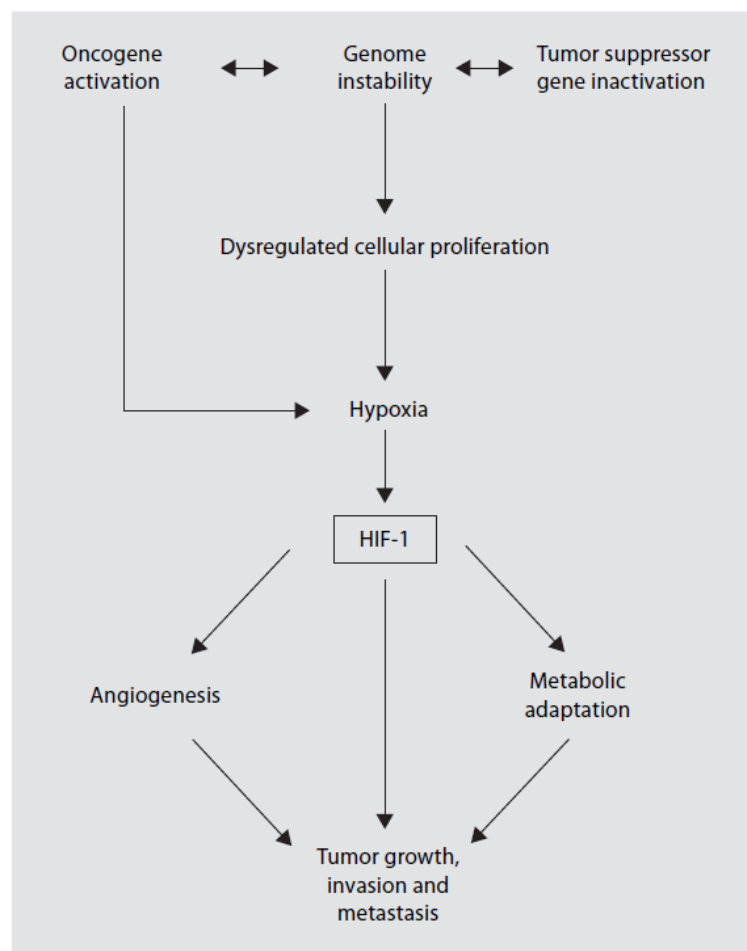 Oncogene
activation
Genome
instability
Tumor suppressor
gene inactivation
Dysregulated cellular proliferation
Hypoxia
HIF-1
Angiogenesis
Metabolic
adaptation
Tumor growth,
invasion and
metastasis